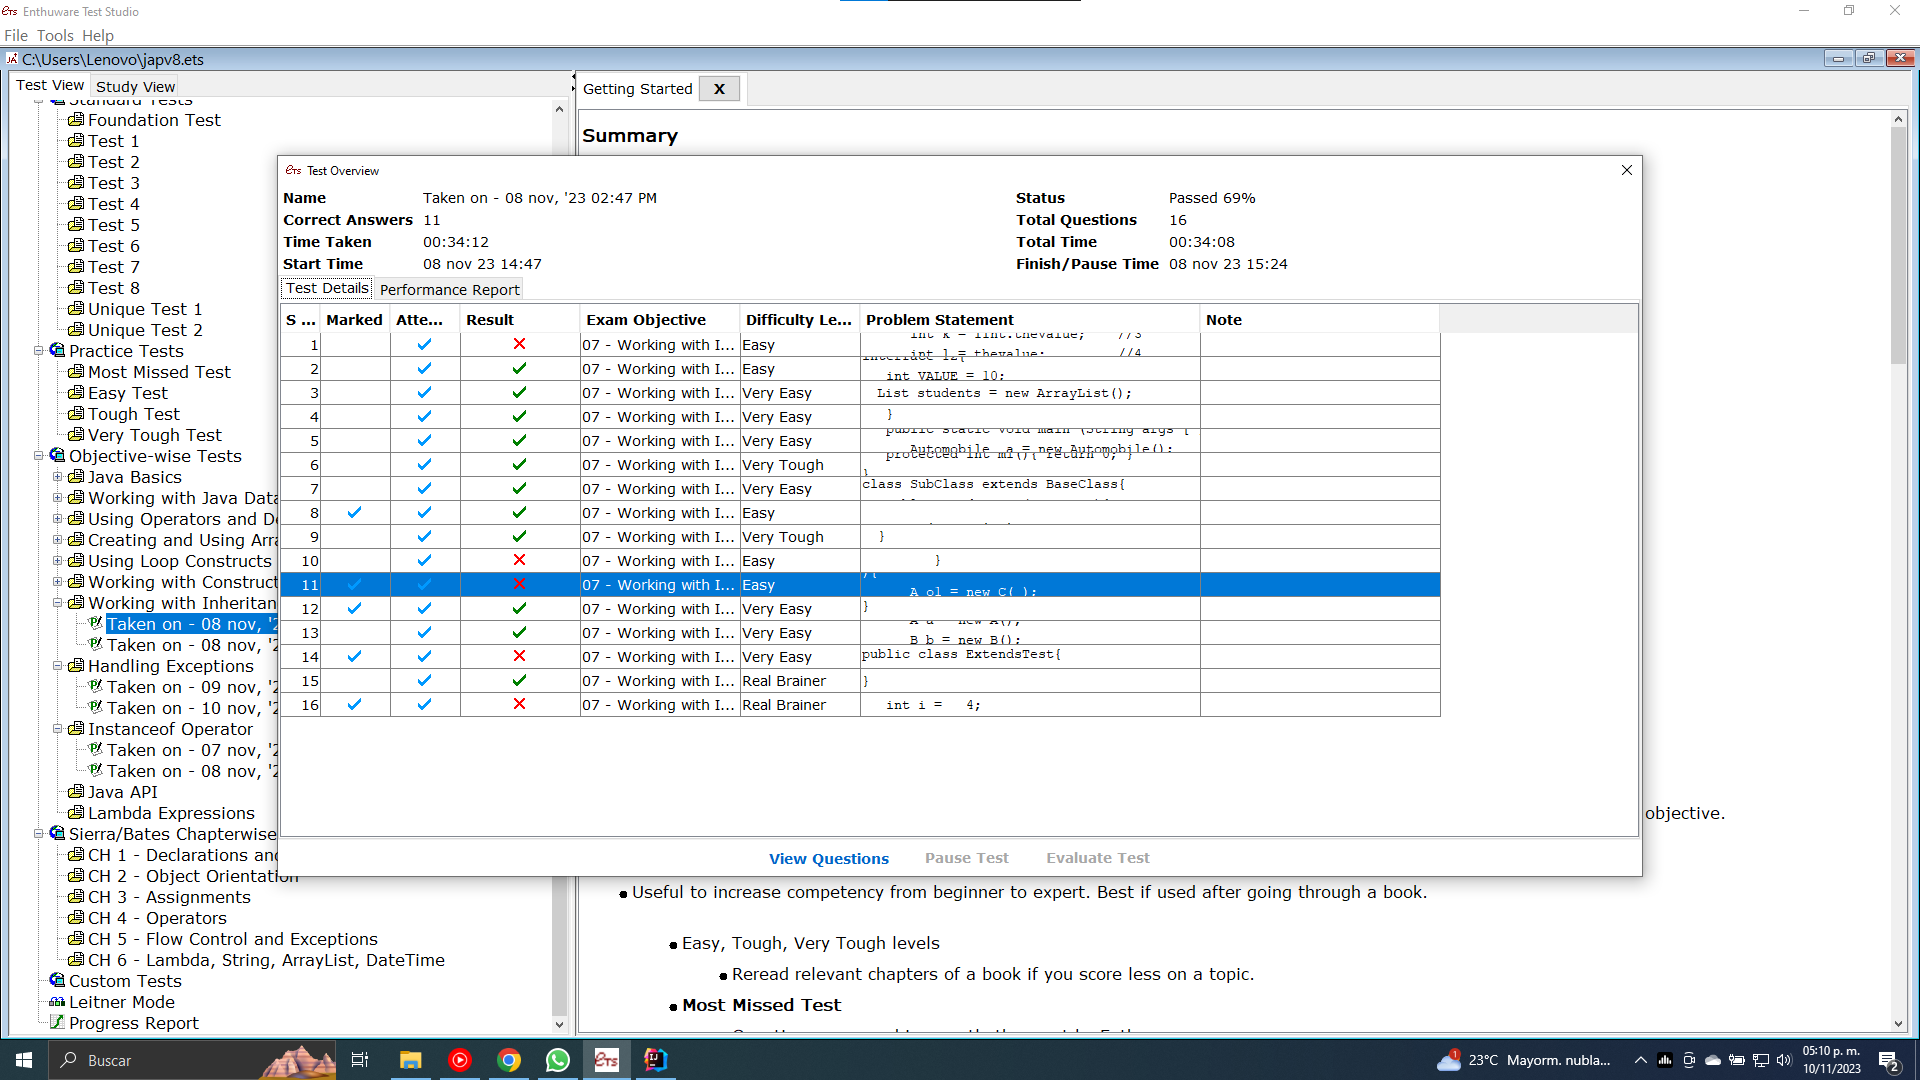 ETS Enthuware Test Studio
File Tools Help
C:\Users\Lenovo\japv8.ets
Test View Study View
Getting Started X
Standard Tests
Foundation Test
Test 1
Test 2
Test 3
Test 4
Test 5
Test 6
Test 7
Test 8
Unique Test 1
Unique Test 2
Practice Tests
Most Missed Test
Easy Test
Tough Test
Very Tough Test
Objective-wise Tests
Java Basics
Working with Java Data
Using Operators and De
Creating and Using Arra
Using Loop Constructs
Working with Construct
Working with Inheritan
Taken on - 08 nov, '2
Taken on - 08 nov, '2
Handling Exceptions
Taken on - 09 nov, '2
Taken on - 10 nov, '2
Instanceof Operator
Taken on - 07 nov, '2
Taken on - 08 nov, '2
Java API
Lambda Expressions
Sierra/Bates Chapterwise
CH 1 - Declarations and
CH 2 - Object Orientation
CH 3 - Assignments
CH 4 - Operators
CH 5 - Flow Control and Exceptions
CH 6 - Lambda, String, ArrayList, DateTime
Custom Tests
Leitner Mode
Progress Report
Summary
ETS Test Overview
Name Taken on - 08 nov, '23 02:47 PM Status Passed 69%
Correct Answers 11 Total Questions 16
Time Taken 00:34:12 Total Time 00:34:08
Start Time 08 nov 23 14:47 Finish/Pause Time 08 nov 23 15:24
Test Details Performance Report
S ... Marked Atte... Result Exam Objective Difficulty Le... Problem Statement Note
1 07 - Working with I... Easy int k = iInt.thevalue; //3
int l = thevalue; //4
2 07 - Working with I... Easy
int VALUE = 10;
3 07 - Working with I... Very Easy List students = new ArrayList();
4 07 - Working with I... Very Easy }
5 07 - Working with I... Very Easy public static void main (String args [
Automobile a = new Automobile();
6 07 - Working with I... Very Tough protected int m1(){ return 0; }
}
7 07 - Working with I... Very Easy class SubClass extends BaseClass{
8 07 - Working with I... Easy
9 07 - Working with I... Very Tough }
10 07 - Working with I... Easy }
11 07 - Working with I... Easy ){
A o1 = new C( );
12 07 - Working with I... Very Easy }
13 07 - Working with I... Very Easy A a = new A();
B b = new B();
14 07 - Working with I... Very Easy public class ExtendsTest{
15 07 - Working with I... Real Brainer }
16 07 - Working with I... Real Brainer int i = 4;
View Questions Pause Test Evaluate Test
objective.
Useful to increase competency from beginner to expert. Best if used after going through a book.
Easy, Tough, Very Tough levels
Reread relevant chapters of a book if you score less on a topic.
Most Missed Test
Buscar
ETS
23°C Mayorm. nubla...
05:10 p. m.
10/11/2023
1
2